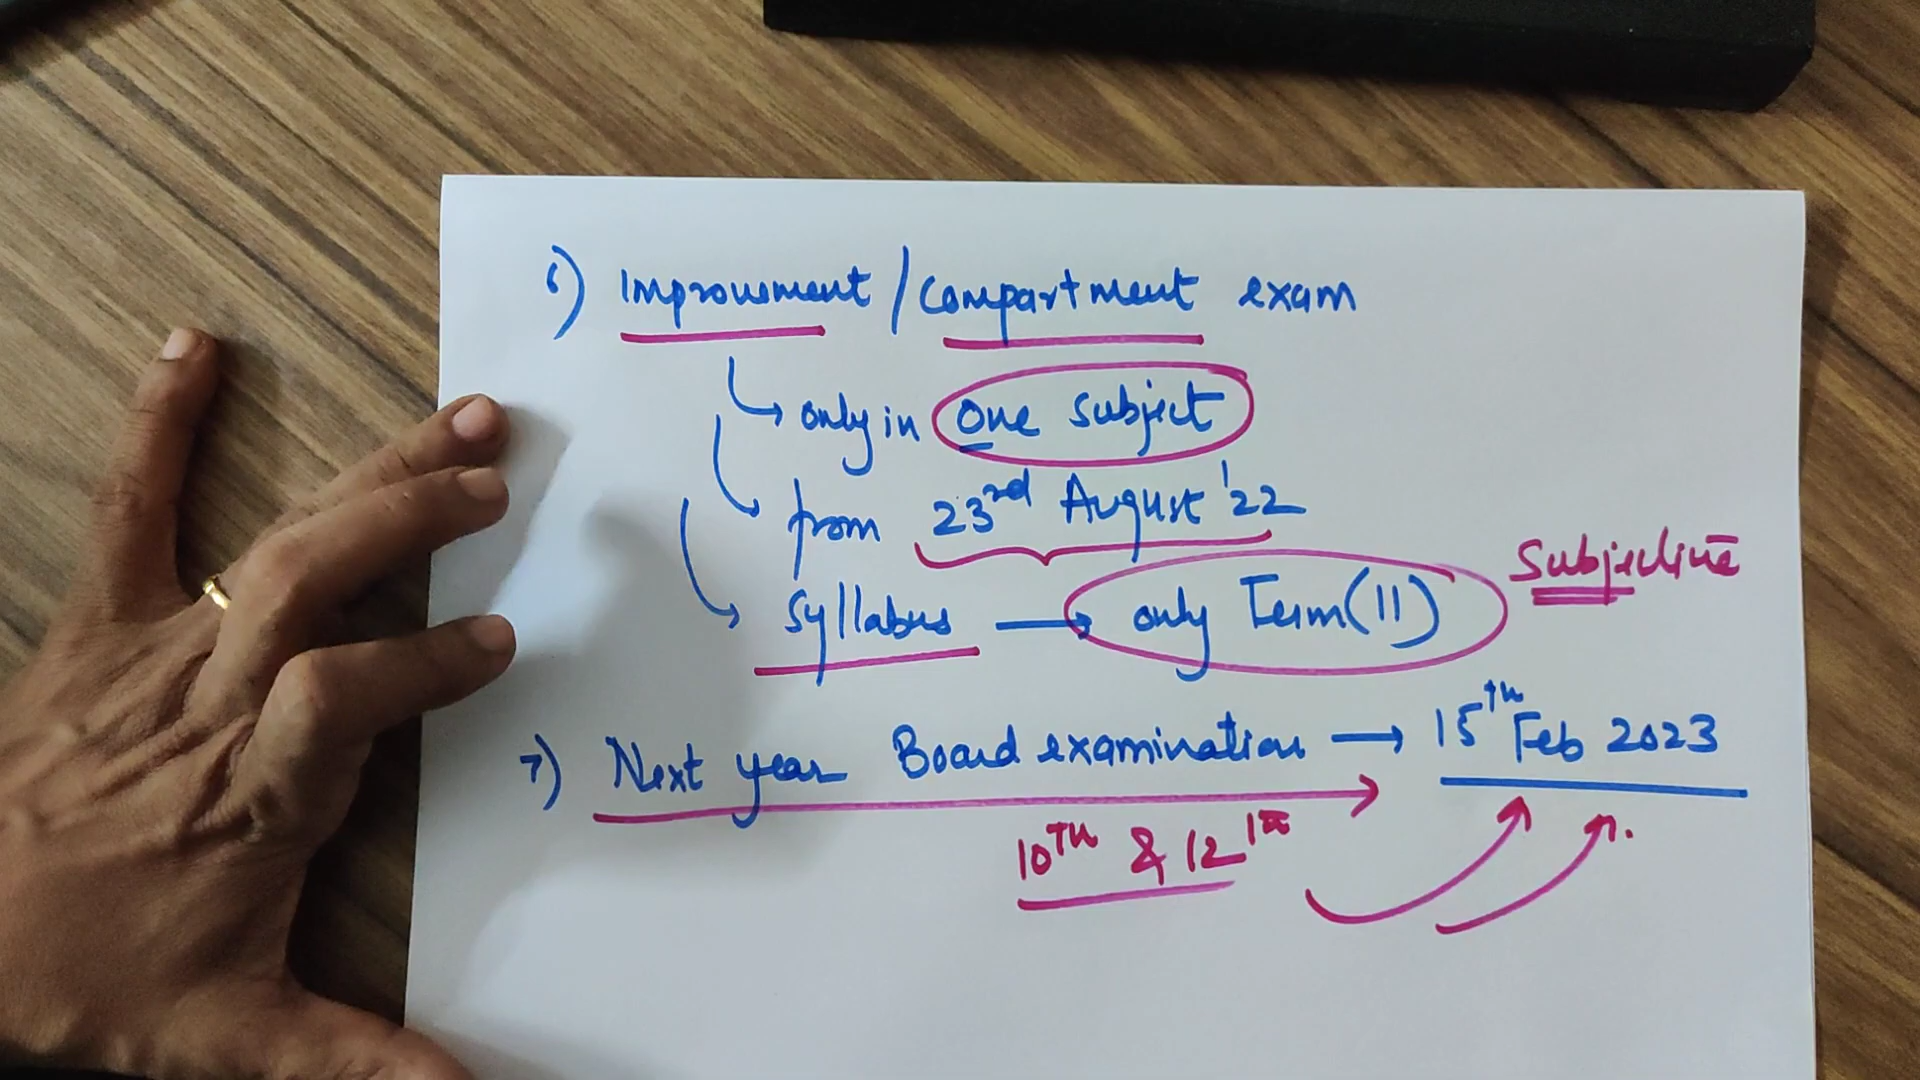 6) Improvement / Compartment exam
only in one subject
from 23rd August '22
Subjective
syllabus → only Term (II)
7) Next year Board examination → 15th Feb 2023
10TH & 12